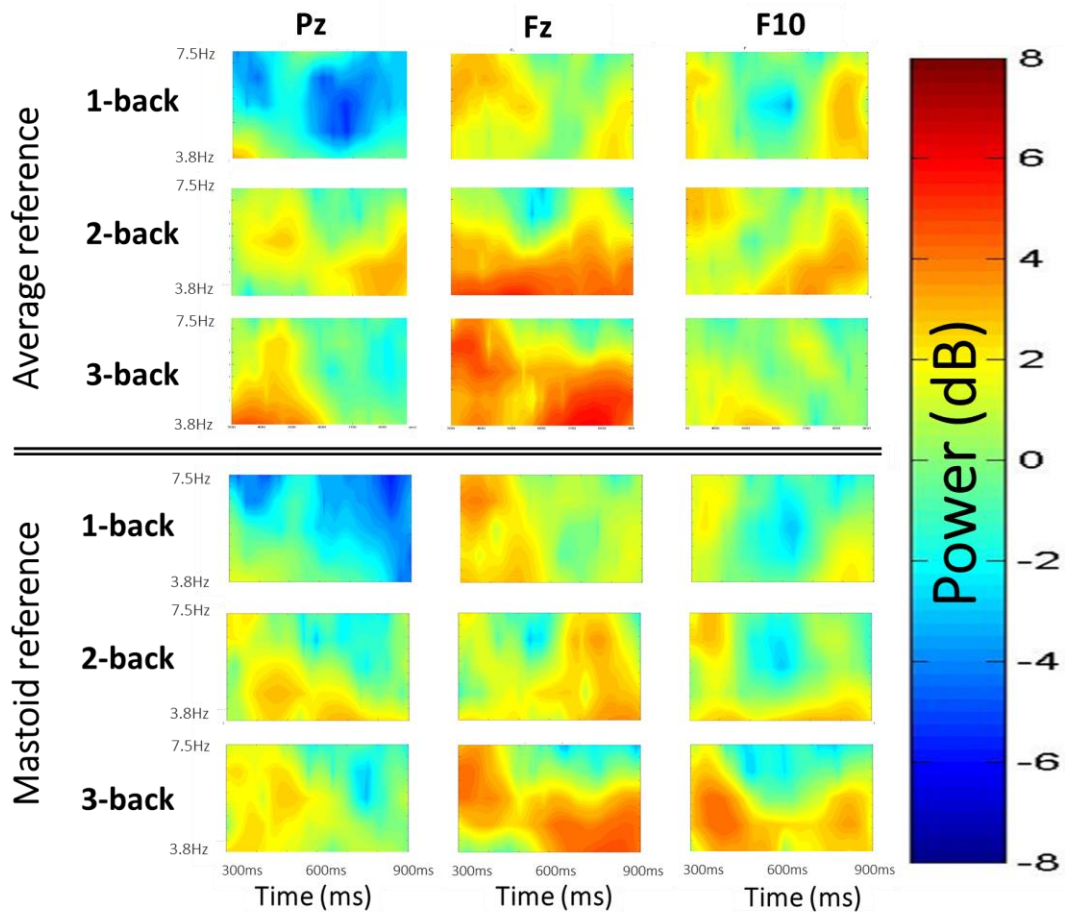 Pz Fz F10
Average reference
7.5Hz
1-back
3.8Hz
7.5Hz
2-back
3.8Hz
7.5Hz
3-back
3.8Hz
Mastoid reference
7.5Hz
1-back
3.8Hz
7.5Hz
2-back
3.8Hz
7.5Hz
3-back
3.8Hz
300ms 600ms 900ms 300ms 600ms 900ms 300ms 600ms 900ms
Time (ms) Time (ms) Time (ms)
Power (dB)
8
6
4
2
0
-2
-4
-6
-8